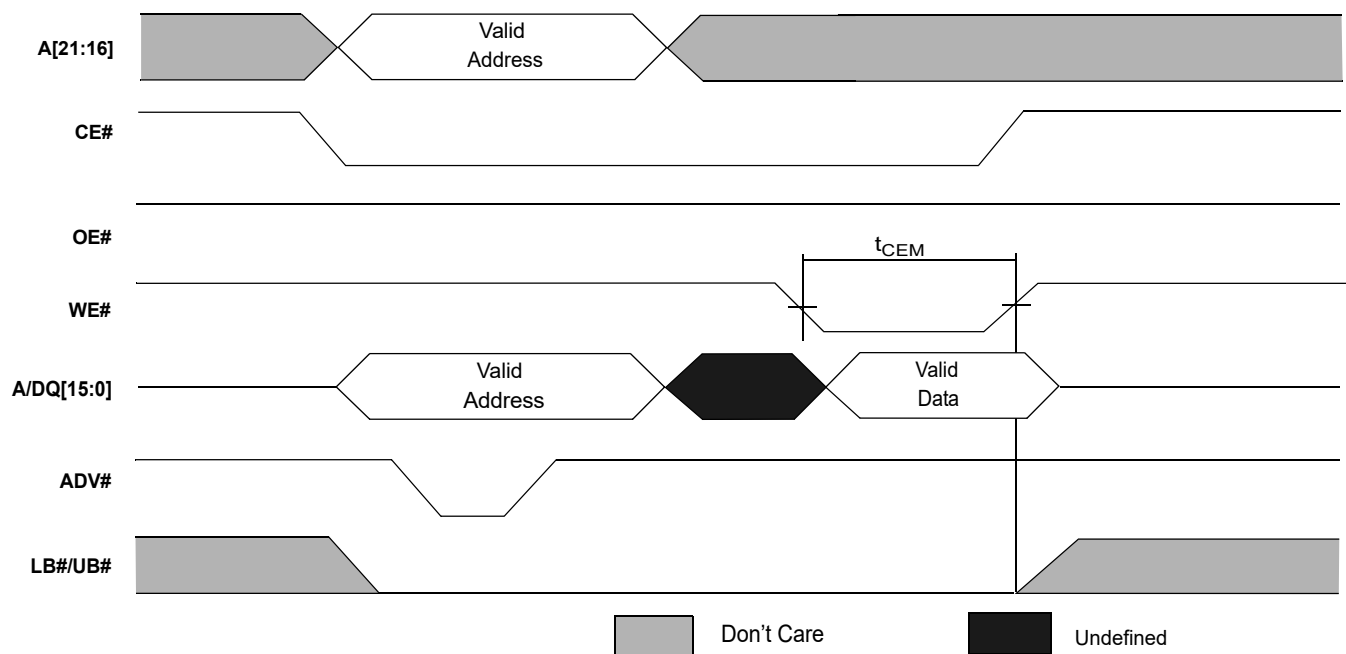 A[21:16]
Valid
Address
CE#
OE#
tCEM
WE#
A/DQ[15:0]
Valid
Address
Valid
Data
ADV#
LB#/UB#
Don't Care
Undefined